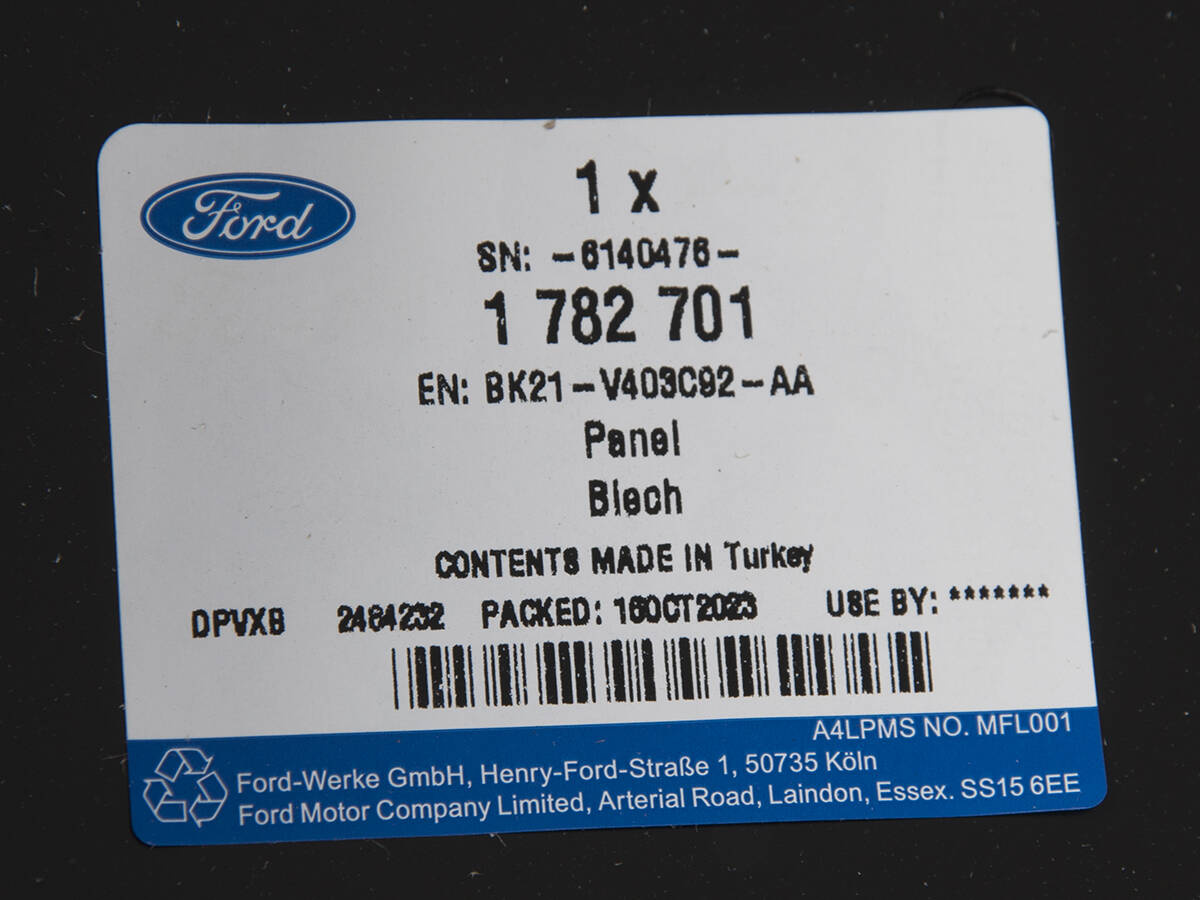 Ford
1 x
SN: -6140476-
1 782 701
EN: BK21-V403C92-AA
Panel
Blech
CONTENTS MADE IN Turkey
DPVXB 2464232 PACKED: 16OCT2023 USE BY: *******
A4LPMS NO. MFL001
Ford-Werke GmbH, Henry-Ford-Straße 1, 50735 Köln
Ford Motor Company Limited, Arterial Road, Laindon, Essex. SS15 6EE